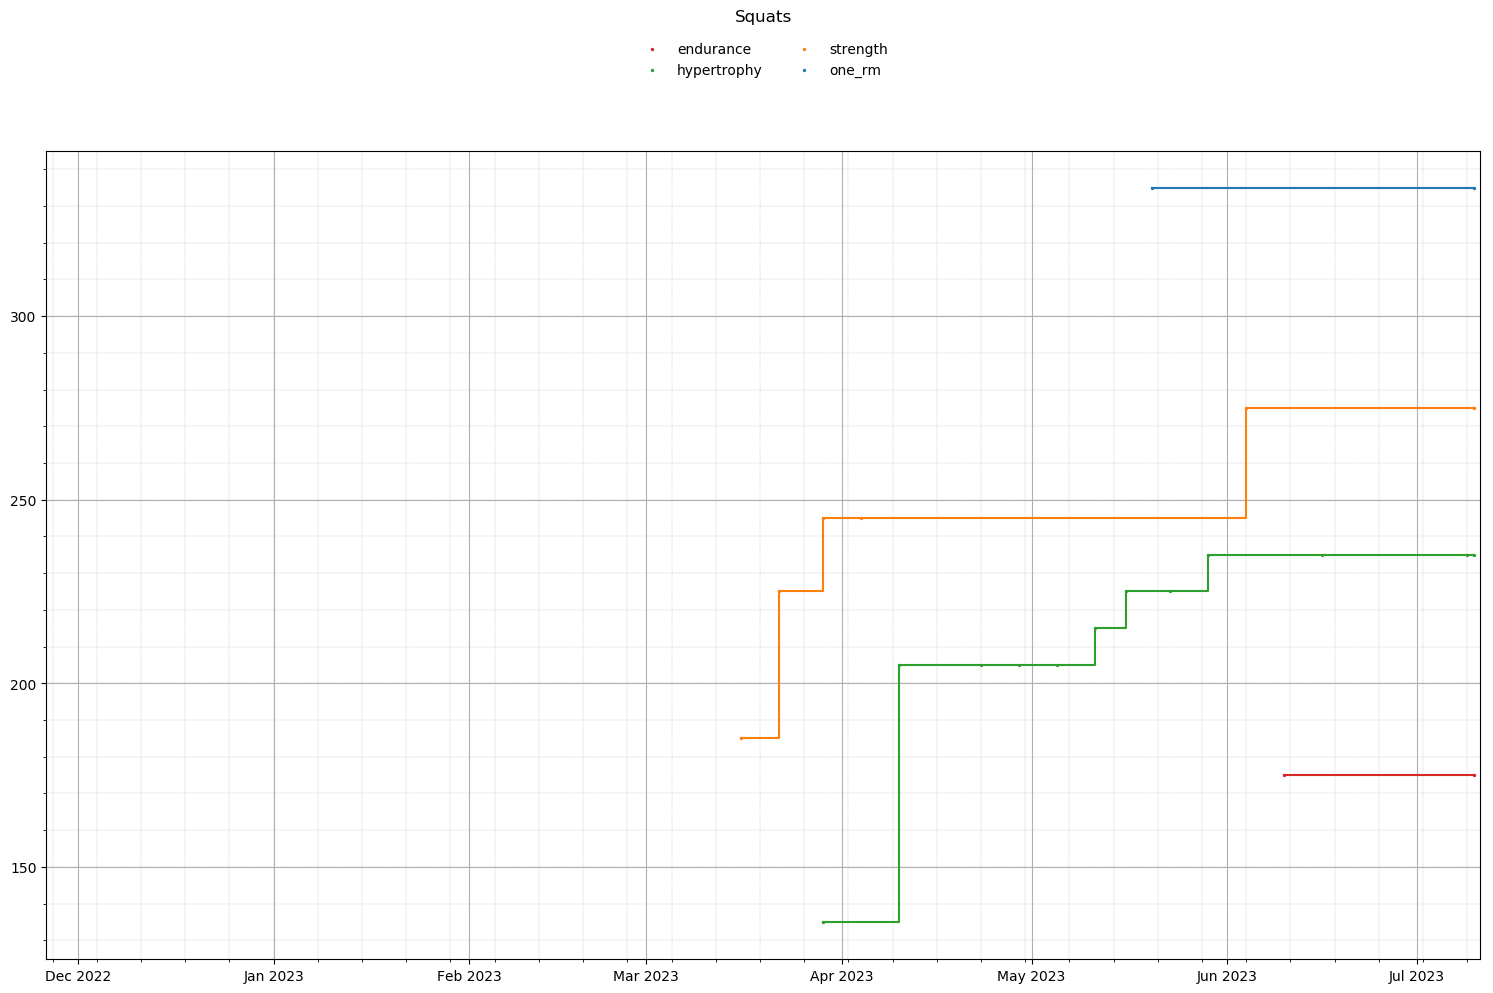 Squats
endurance strength
hypertrophy one_rm
300
250
200
150
Dec 2022 Jan 2023 Feb 2023 Mar 2023 Apr 2023 May 2023 Jun 2023 Jul 2023